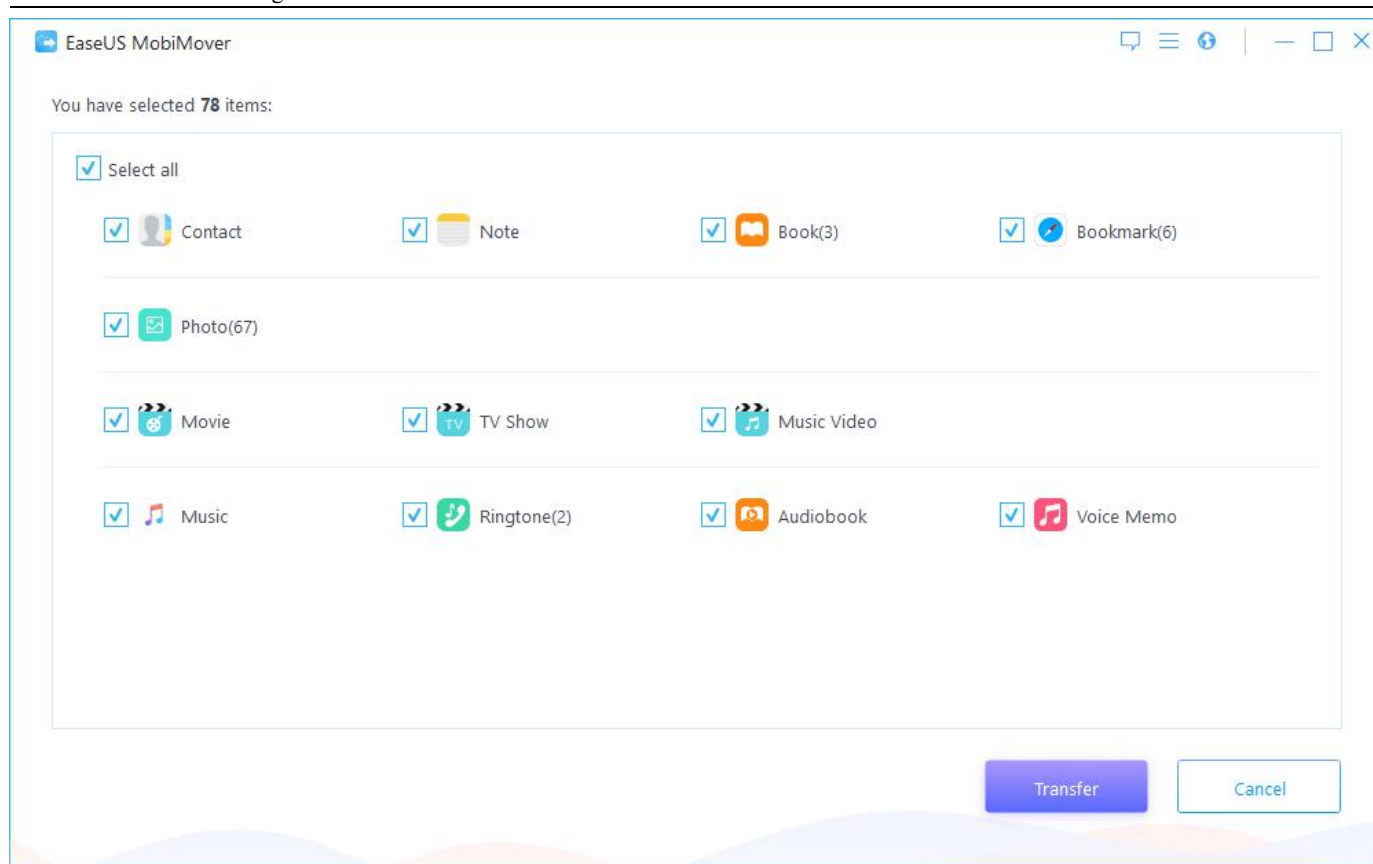 EaseUS MobiMover
You have selected 78 items:
Select all
Contact Note Book(3) Bookmark(6)
Photo(67)
Movie TV Show Music Video
Music Ringtone(2) Audiobook Voice Memo
Transfer Cancel